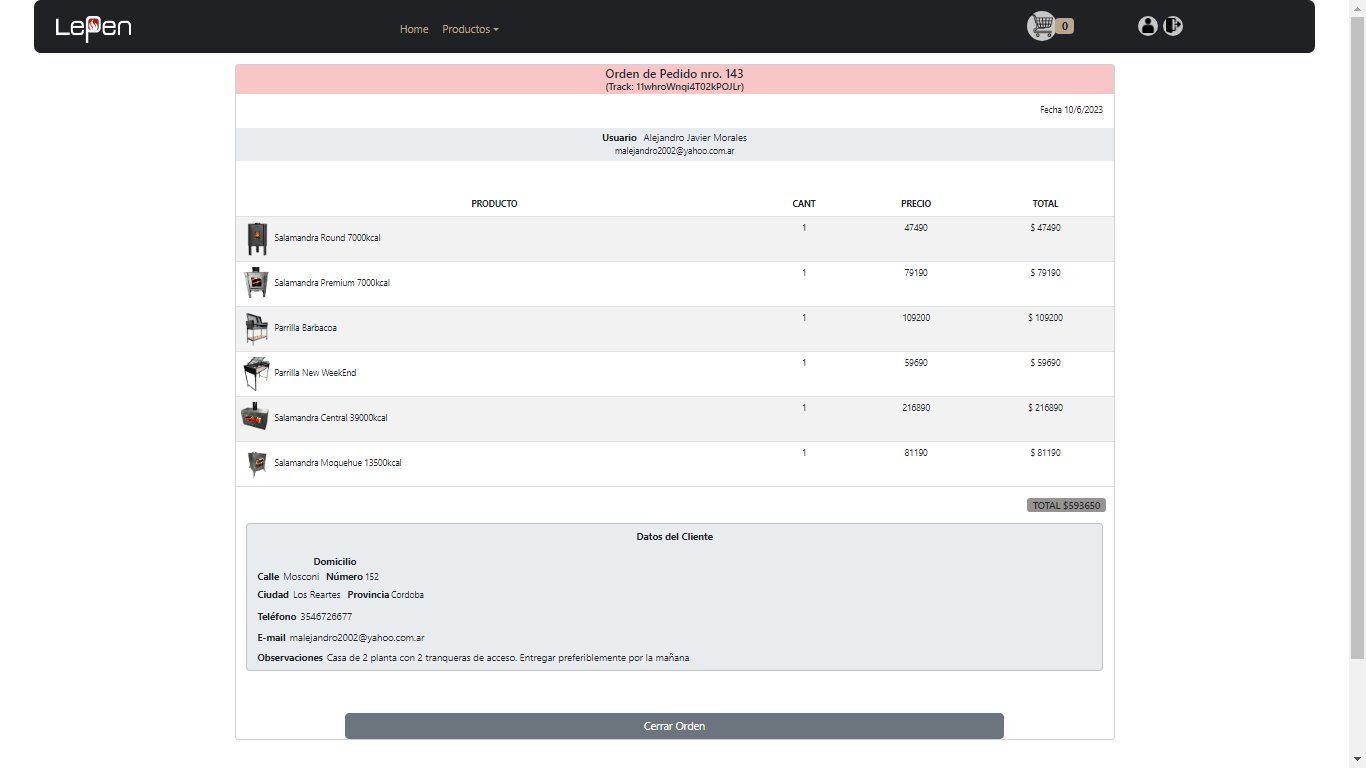 LePen
Home Productos
0
Orden de Pedido nro. 143
(Track: 11whroWnqi4T02kPOJLr)
Fecha 10/6/2023
Usuario Alejandro Javier Morales
malejandro2002@yahoo.com.ar
PRODUCTO CANT PRECIO TOTAL
Salamandra Round 7000kcal 1 47490 $ 47490
Salamandra Premium 7000kcal 1 79190 $ 79190
Parrilla Barbacoa 1 109200 $ 109200
Parrilla New WeekEnd 1 59690 $ 59690
Salamandra Central 39000kcal 1 216890 $ 216890
Salamandra Moquehue 13500kcal 1 81190 $ 81190
TOTAL $593650
Datos del Cliente
Domicilio
Calle Mosconi Número 152
Ciudad Los Reartes Provincia Cordoba
Teléfono 3546726677
E-mail malejandro2002@yahoo.com.ar
Observaciones Casa de 2 planta con 2 tranqueras de acceso. Entregar preferiblemente por la mañana
Cerrar Orden